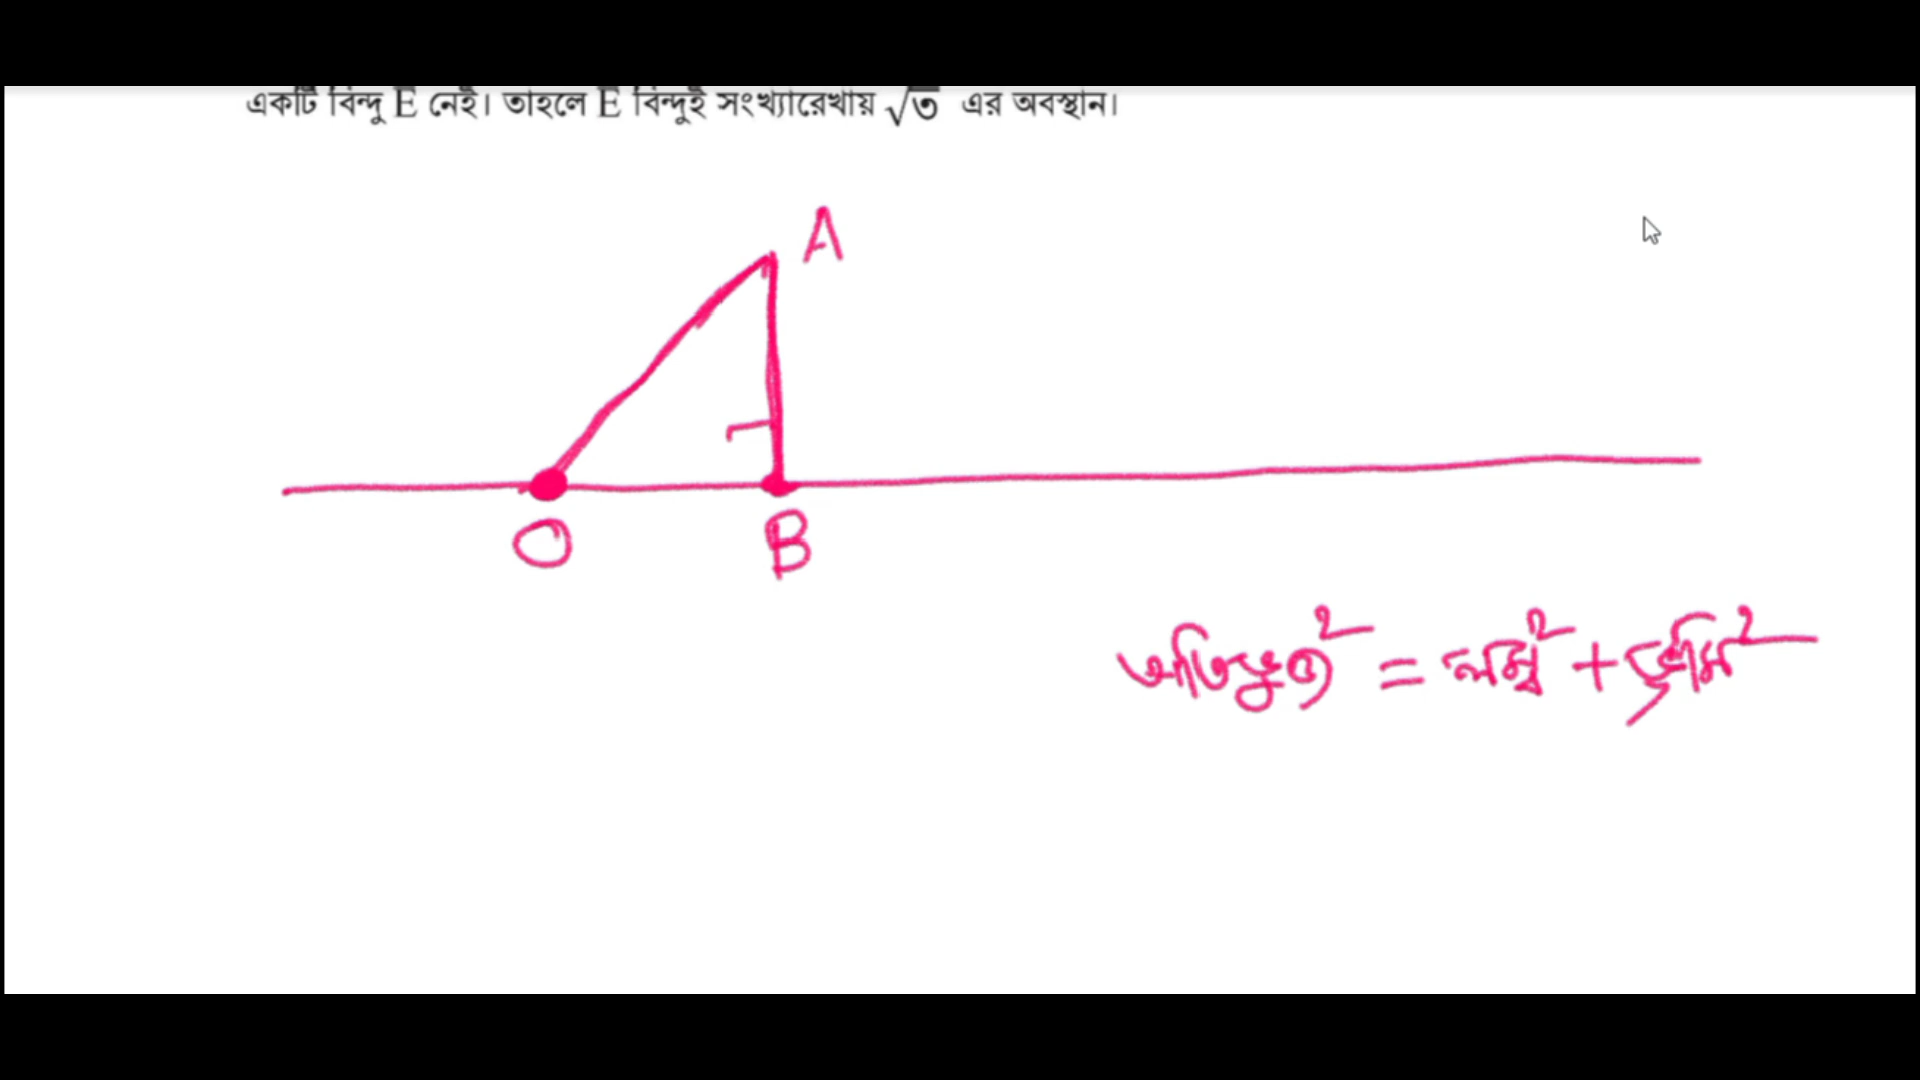 একটি বিন্দু E নেই। তাহলে E বিন্দুই সংখ্যারেখায় √৩ এর অবস্থান।
A
O B
অতিভুজ² = লম্ব² + ভূমি²